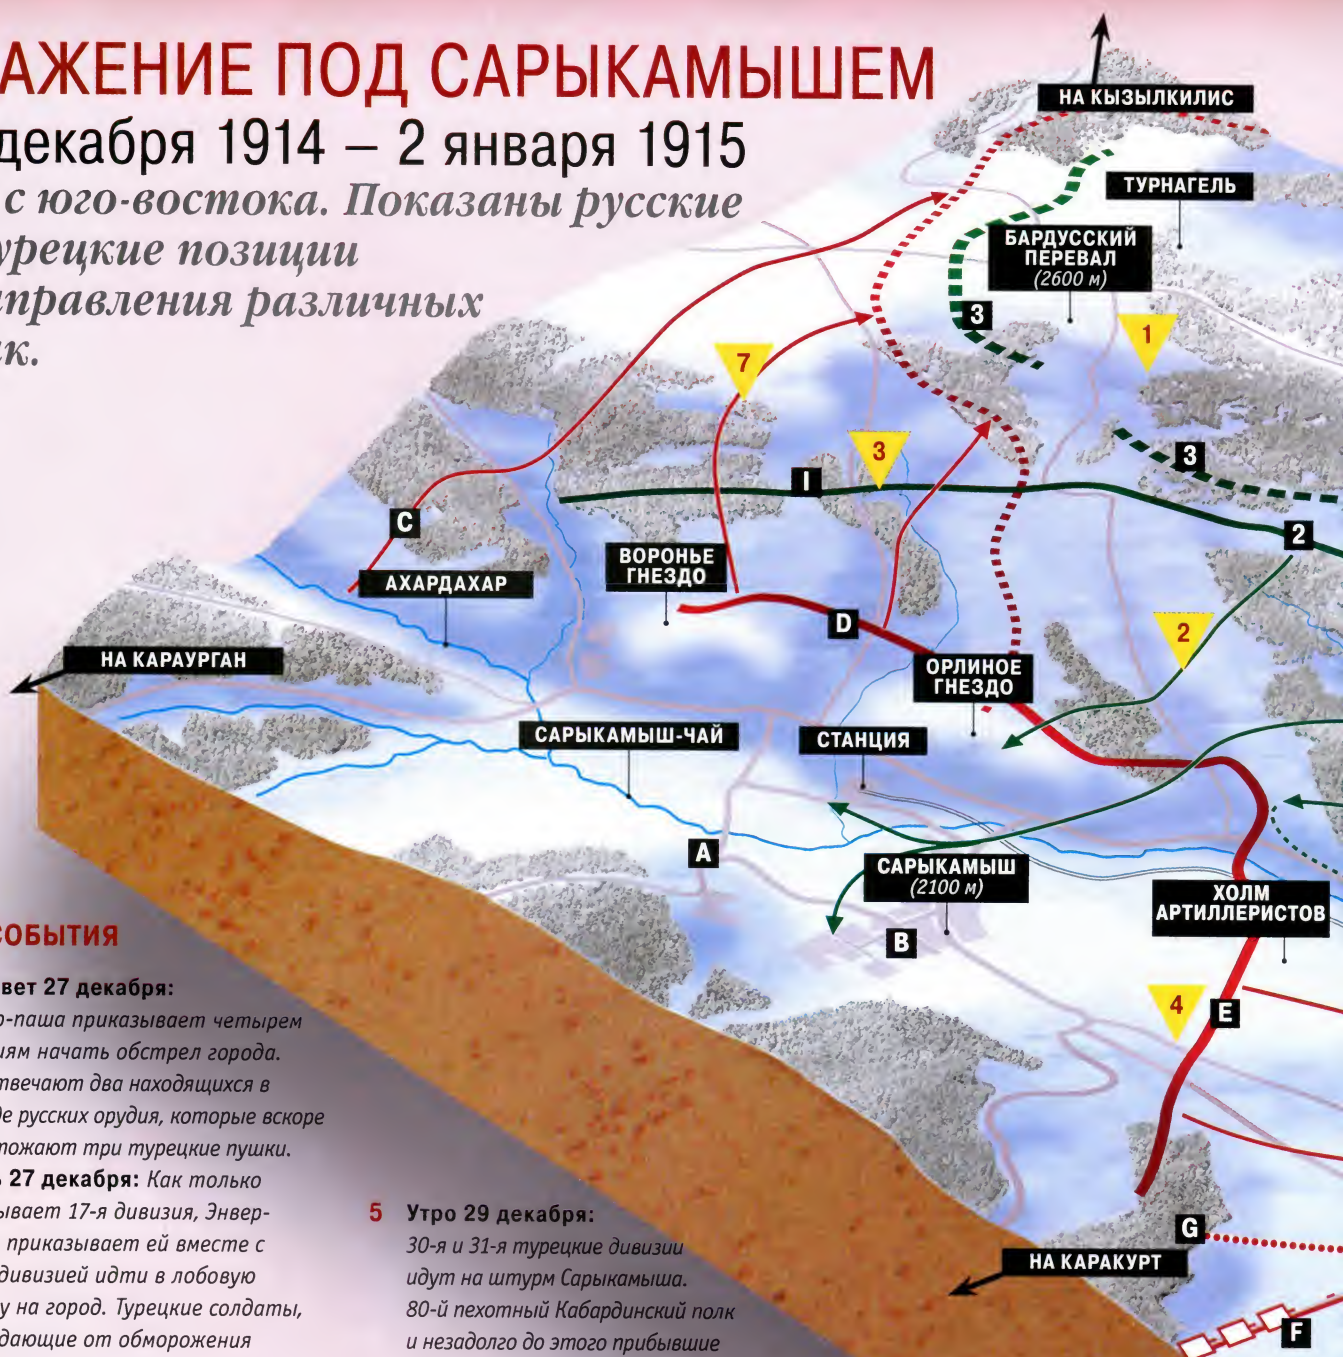 АЖЕНИЕ ПОД САРЫКАМЫШЕМ
декабря 1914 – 2 января 1915
с юго-востока. Показаны русские
урецкие позиции
аправления различных
ак.
НА КЫЗЫЛКИЛИС
ТУРНАГЕЛЬ
БАРДУССКИЙ
ПЕРЕВАЛ
(2600 м)
3
1
7
3
3
I
2
C
ВОРОНЬЕ
ГНЕЗДО
АХАРДАХАР
D
2
НА КАРАУРГАН
ОРЛИНОЕ
ГНЕЗДО
САРЫКАМЫШ-ЧАЙ
СТАНЦИЯ
A
САРЫКАМЫШ
(2100 м)
ХОЛМ
АРТИЛЛЕРИСТОВ
B
4
E
G
НА КАРАКУРТ
F
СОБЫТИЯ
вет 27 декабря:
р-паша приказывает четырем
иям начать обстрел города.
твечают два находящихся в
де русских орудия, которые вскоре
чтожают три турецкие пушки.
ь 27 декабря: Как только
ывает 17-я дивизия, Энвер-
приказывает ей вместе с
дивизией идти в лобовую
у на город. Турецкие солдаты,
дающие от обморожения
5 Утро 29 декабря:
30-я и 31-я турецкие дивизии
идут на штурм Сарыкамыша.
80-й пехотный Кабардинский полк
и незадолго до этого прибывшие